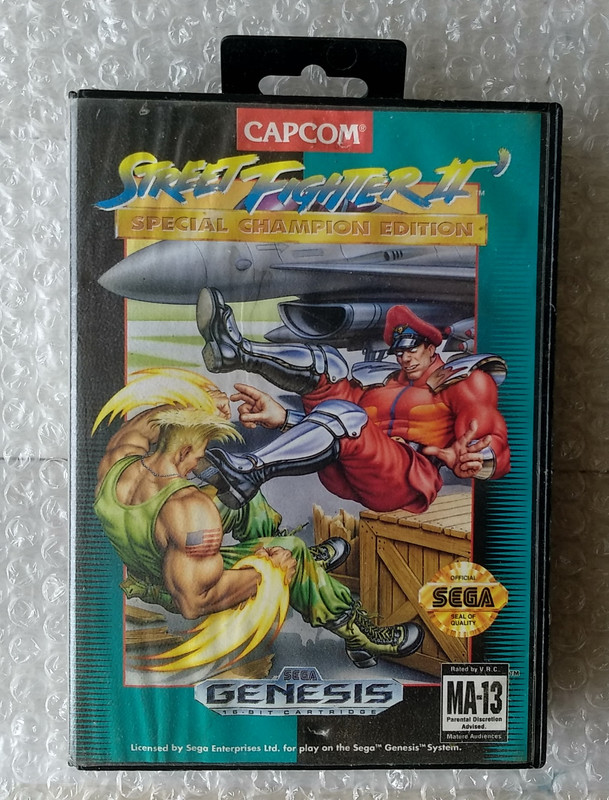 CAPCOM®
STREET FIGHTER II'™
SPECIAL CHAMPION EDITION
OFFICIAL
SEGA
SEAL OF
QUALITY
SEGA
GENESIS
16-BIT CARTRIDGE
™
Rated by V.R.C.
MA-13
Parental Discretion
Advised.
Mature Audiences
Licensed by Sega Enterprises Ltd. for play on the Sega™ Genesis™ System.